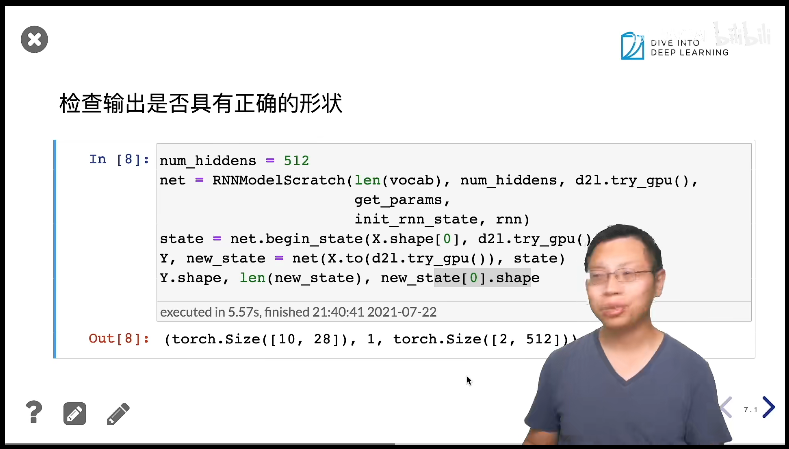 bilibili
DIVE INTO
DEEP LEARNING
检查输出是否具有正确的形状
In [8]:
num_hiddens = 512
net = RNNModelScratch(len(vocab), num_hiddens, d2l.try_gpu(),
get_params,
init_rnn_state, rnn)
state = net.begin_state(X.shape[0], d2l.try_gpu()
Y, new_state = net(X.to(d2l.try_gpu()), state)
Y.shape, len(new_state), new_state[0].shape
executed in 5.57s, finished 21:40:41 2021-07-22
Out[8]: (torch.Size([10, 28]), 1, torch.Size([2, 512]))
?
7.1